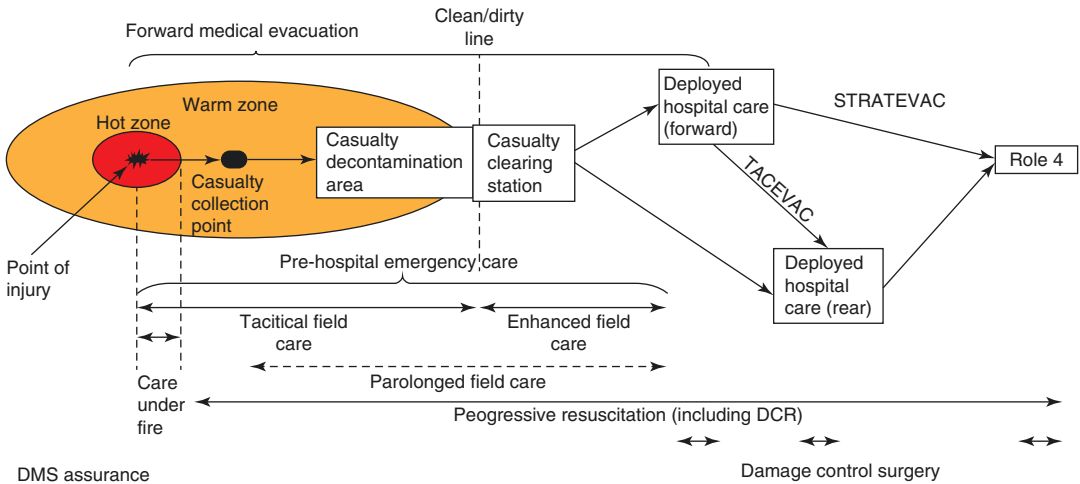 Clean/dirty
line
Forward medical evacuation
Warm zone
Hot zone
Casualty
decontamination
area
Casualty
clearing
station
Deployed
hospital care
(forward)
STRATEVAC
Role 4
TACEVAC
Casualty
collection
point
Point of
injury
Pre-hospital emergency care
Deployed
hospital
care (rear)
Tacitical field
care
Enhanced field
care
Parolonged field care
Care
under
fire
Peogressive resuscitation (including DCR)
DMS assurance
Damage control surgery